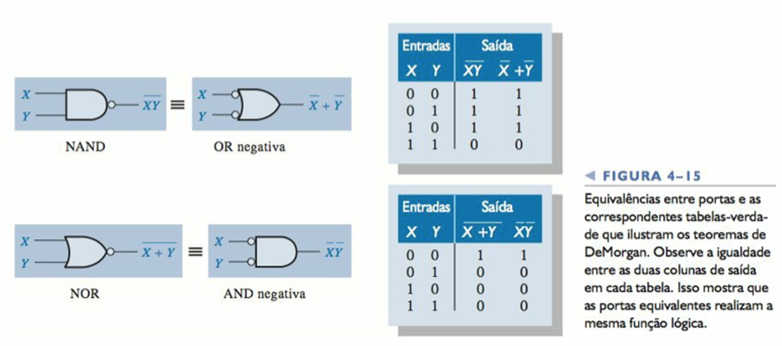 X
Y
X̅Y̅
≡
X
Y
X̅ + Y̅
NAND
OR negativa
Entradas Saída
X Y X̅Y̅ X̅ + Y̅
0 0 1 1
0 1 1 1
1 0 1 1
1 1 0 0
X
Y
X̅ ̅+̅ ̅Y̅
≡
X
Y
X̅ Y̅
NOR
AND negativa
Entradas Saída
X Y X̅ ̅+̅Y̅ X̅ Y̅
0 0 1 1
0 1 0 0
1 0 0 0
1 1 0 0
◀ FIGURA 4–15
Equivalências entre portas e as
correspondentes tabelas-verda-
de que ilustram os teoremas de
DeMorgan. Observe a igualdade
entre as duas colunas de saída
em cada tabela. Isso mostra que
as portas equivalentes realizam a
mesma função lógica.